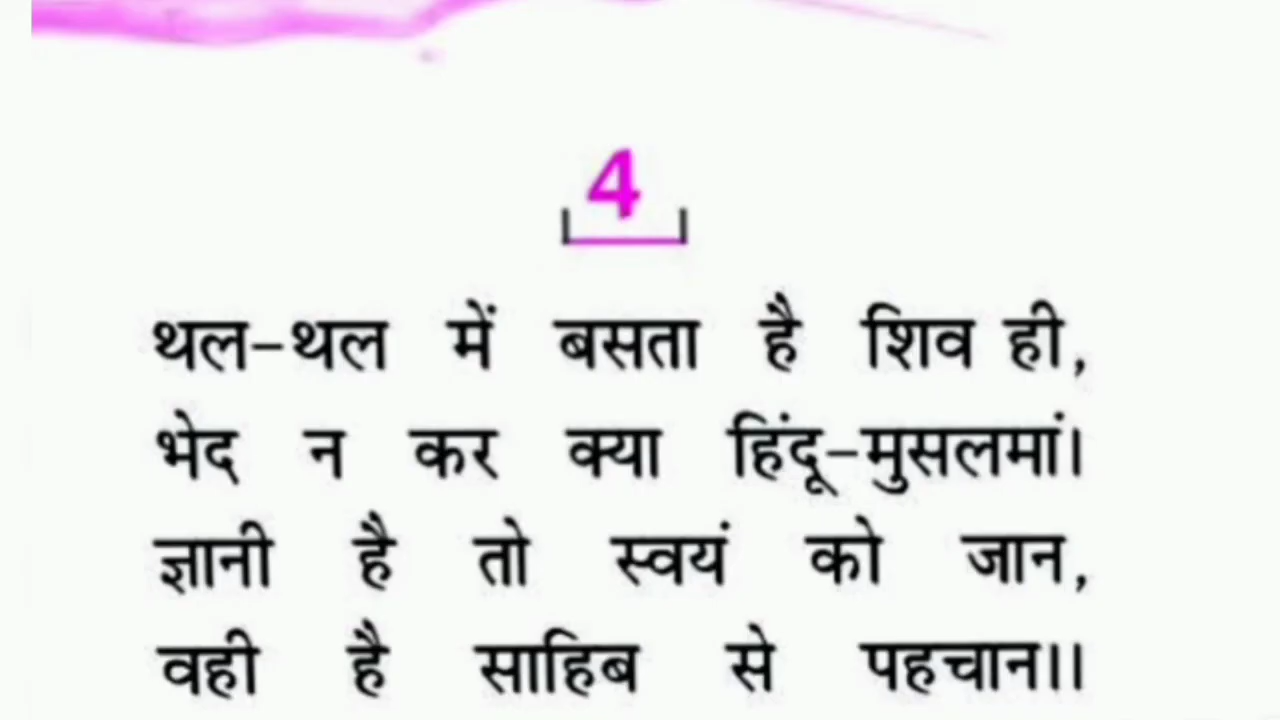 4
थल-थल में बसता है शिव ही,
भेद न कर क्या हिंदू-मुसलमां।
ज्ञानी है तो स्वयं को जान,
वही है साहिब से पहचान।।